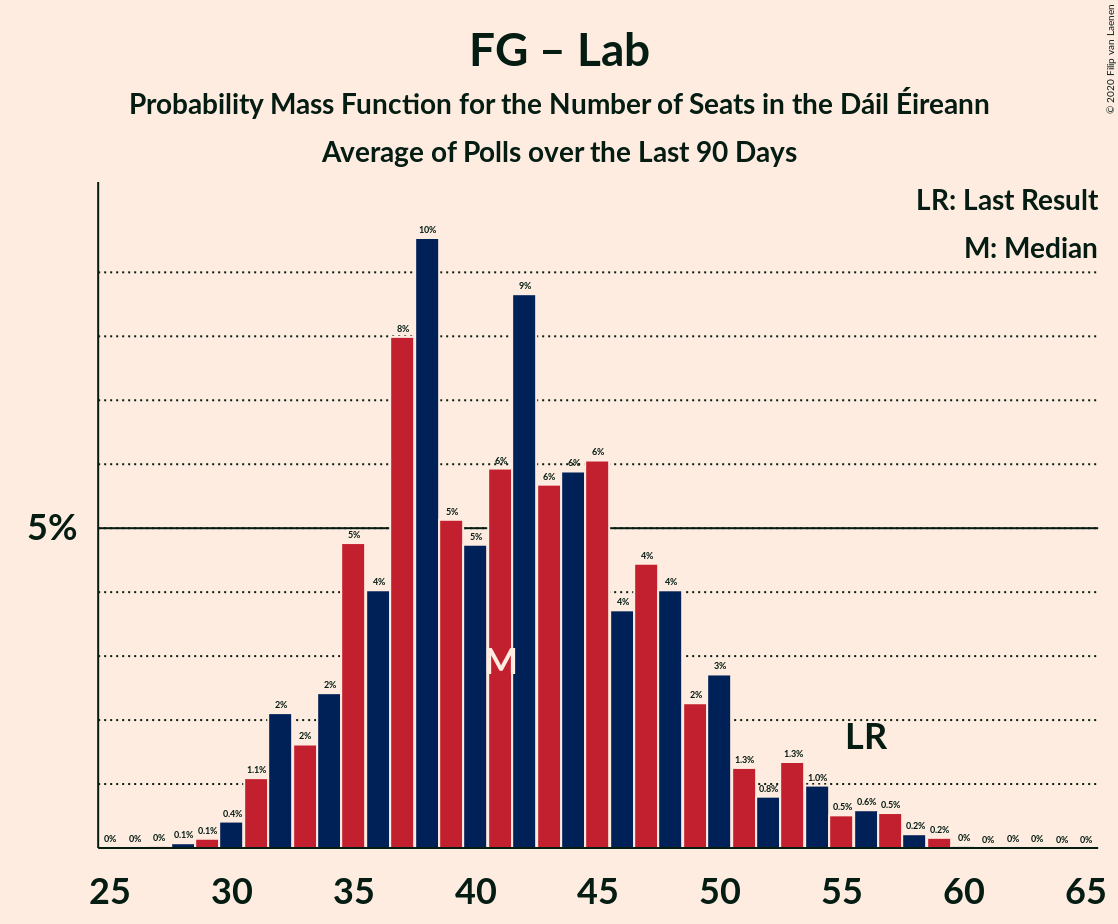 FG – Lab
Probability Mass Function for the Number of Seats in the Dáil Éireann
Average of Polls over the Last 90 Days
© 2020 Filip van Laenen
LR: Last Result
M: Median
5%
0% 0% 0% 0.1% 0.1% 0.4% 1.1% 2% 2% 2% 5% 4% 8% 10% 5% 5% 6% 9% 6% 6% 6% 4% 4% 4% 2% 3% 1.3% 0.8% 1.3% 1.0% 0.5% 0.6% 0.5% 0.2% 0.2% 0% 0% 0% 0% 0% 0%
M
LR
25 30 35 40 45 50 55 60 65